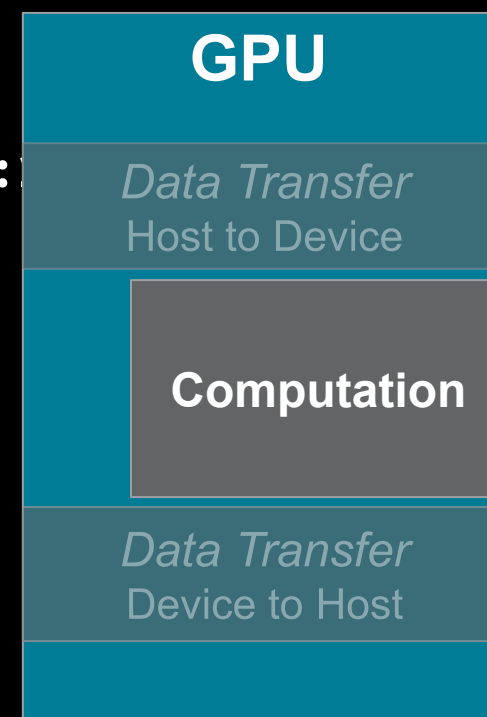 GPU
:
Data Transfer
Host to Device
Computation
Data Transfer
Device to Host